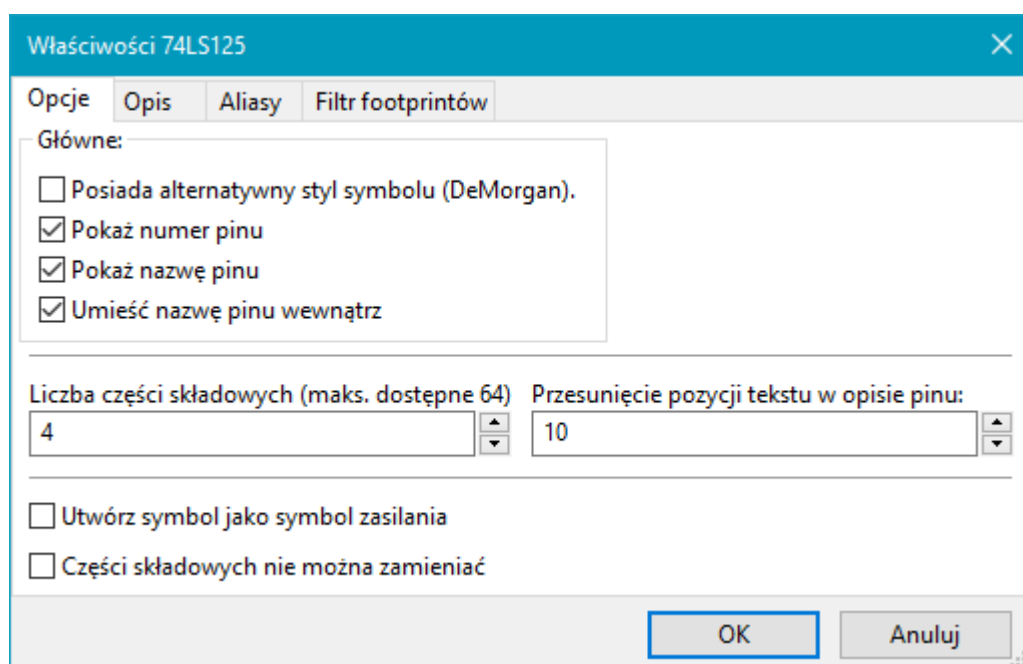 Właściwości 74LS125
Opcje Opis Aliasy Filtr footprintów
Główne:
Posiada alternatywny styl symbolu (DeMorgan).
Pokaż numer pinu
Pokaż nazwę pinu
Umieść nazwę pinu wewnątrz
Liczba części składowych (maks. dostępne 64) Przesunięcie pozycji tekstu w opisie pinu:
4 10
Utwórz symbol jako symbol zasilania
Części składowych nie można zamieniać
OK Anuluj